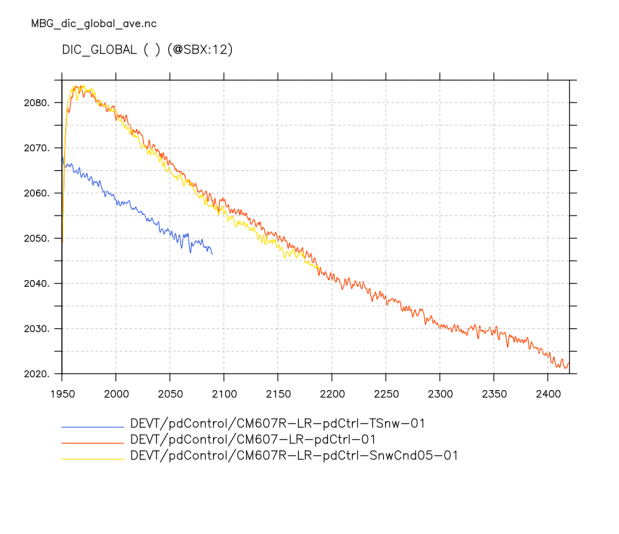 MBG_dic_global_ave.nc
DIC_GLOBAL ( ) (@SBX:12)
2080.
2070.
2060.
2050.
2040.
2030.
2020.
1950 2000 2050 2100 2150 2200 2250 2300 2350 2400
DEVT/pdControl/CM607R-LR-pdCtrl-TSnw-01
DEVT/pdControl/CM607-LR-pdCtrl-01
DEVT/pdControl/CM607R-LR-pdCtrl-SnwCnd05-01